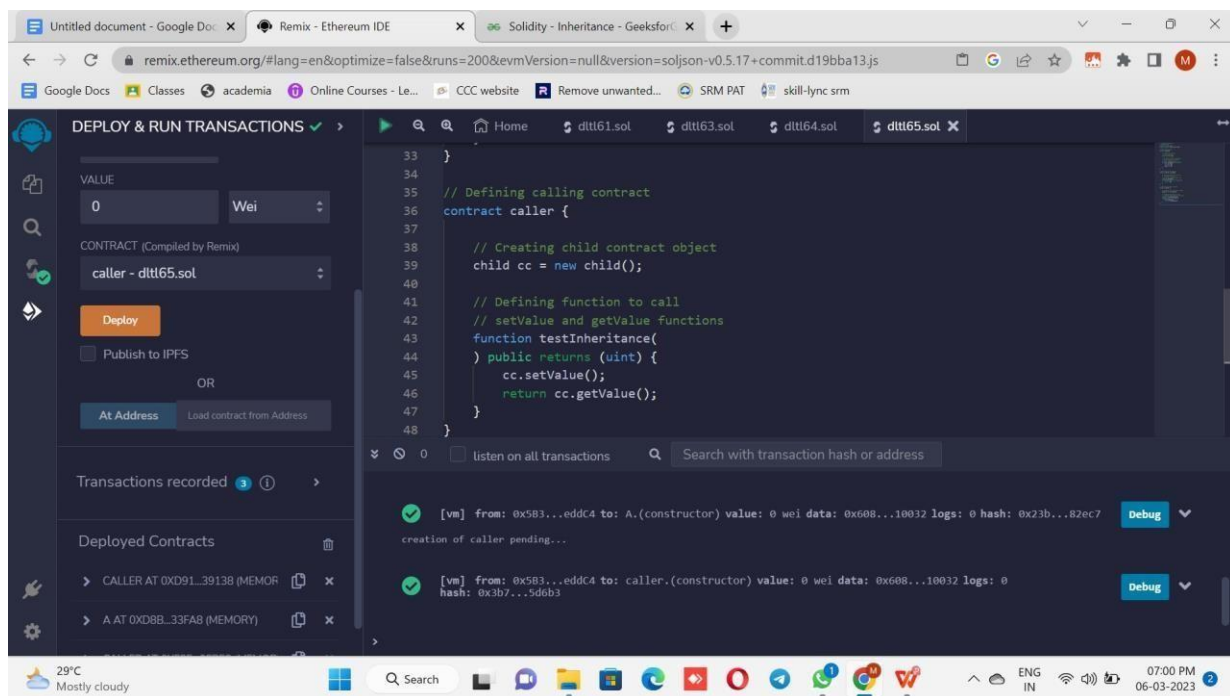 Untitled document - Google Doc
Remix - Ethereum IDE
Solidity - Inheritance - GeeksforG
remix.ethereum.org/#lang=en&optimize=false&runs=200&evmVersion=null&version=soljson-v0.5.17+commit.d19bba13.js
M
Google Docs Classes academia Online Courses - Le... CCC website Remove unwanted... SRM PAT skill-lync srm
DEPLOY & RUN TRANSACTIONS
VALUE
0 Wei
CONTRACT (Compiled by Remix)
caller - dltl65.sol
Deploy
Publish to IPFS
OR
At Address Load contract from Address
Transactions recorded 3 i
Deployed Contracts
CALLER AT 0XD91...39138 (MEMOR
A AT 0XD8B...33FA8 (MEMORY)
Home dltl61.sol dltl63.sol dltl64.sol dltl65.sol
33 }
34
35 // Defining calling contract
36 contract caller {
37
38 // Creating child contract object
39 child cc = new child();
40
41 // Defining function to call
42 // setValue and getValue functions
43 function testInheritance(
44 ) public returns (uint) {
45 cc.setValue();
46 return cc.getValue();
47 }
48 }
0 listen on all transactions Search with transaction hash or address
[vm] from: 0x5B3...eddC4 to: A.(constructor) value: 0 wei data: 0x608...10032 logs: 0 hash: 0x23b...82ec7 Debug
creation of caller pending...
[vm] from: 0x5B3...eddC4 to: caller.(constructor) value: 0 wei data: 0x608...10032 logs: 0
hash: 0x3b7...5d6b3 Debug
>
29°C
Mostly cloudy
Search
1
M
ENG
IN
07:00 PM
06-03-2023
2